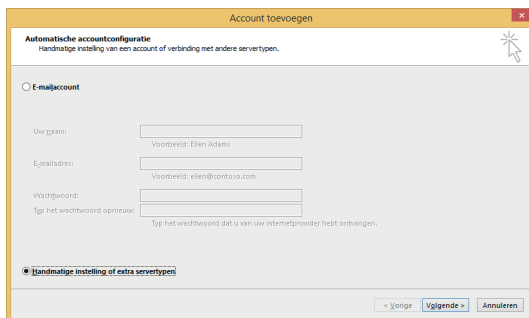 Account toevoegen
Automatische accountconfiguratie
Handmatige instelling van een account of verbinding met andere servertypen.
E-mailaccount
Uw naam:
Voorbeeld: Ellen Adams
E-mailadres:
Voorbeeld: ellen@contoso.com
Wachtwoord:
Typ het wachtwoord opnieuw:
Typ het wachtwoord dat u van uw internetprovider hebt ontvangen.
Handmatige instelling of extra servertypen
< Vorige Volgende > Annuleren